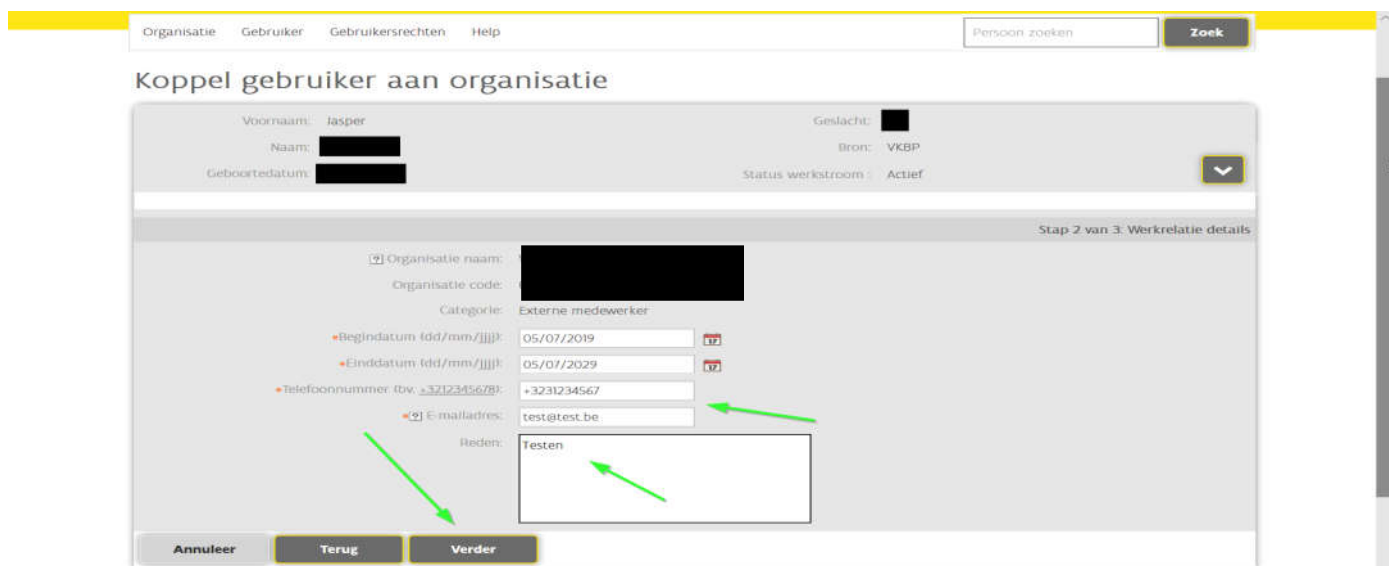 Organisatie Gebruiker Gebruikersrechten Help Persoon zoeken Zoek
Koppel gebruiker aan organisatie
Voornaam: Jasper Geslacht:
Naam: Bron: VKBP
Geboortedatum: Status werkstroom : Actief
Stap 2 van 3: Werkrelatie details
[?] Organisatie naam:
Organisatie code:
Categorie: Externe medewerker
*Begindatum (dd/mm/jjjj): 05/07/2019
*Einddatum (dd/mm/jjjj): 05/07/2029
*Telefoonnummer (bv. +3212345678): +3231234567
*[?] E-mailadres: test@test.be
Reden: Testen
Annuleer Terug Verder